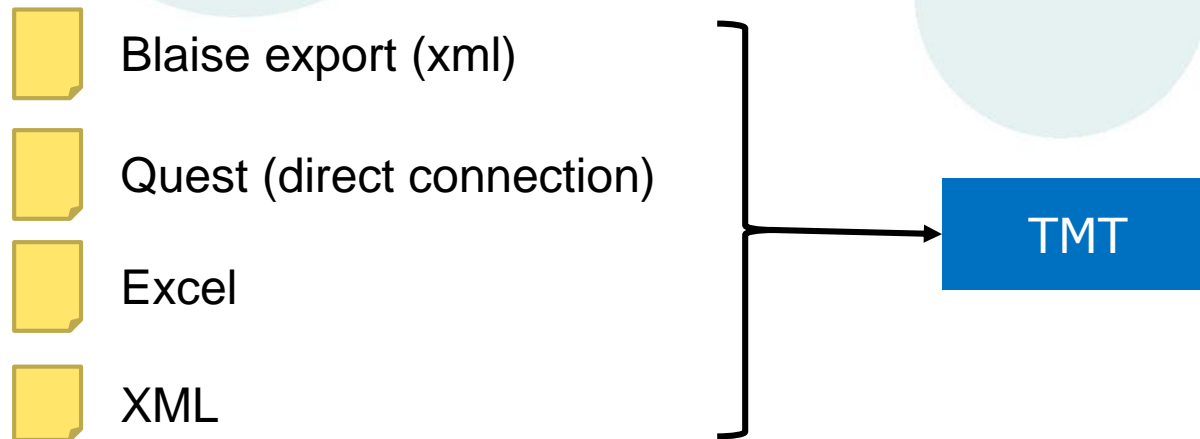 Blaise export (xml)
Quest (direct connection)
Excel
XML
TMT